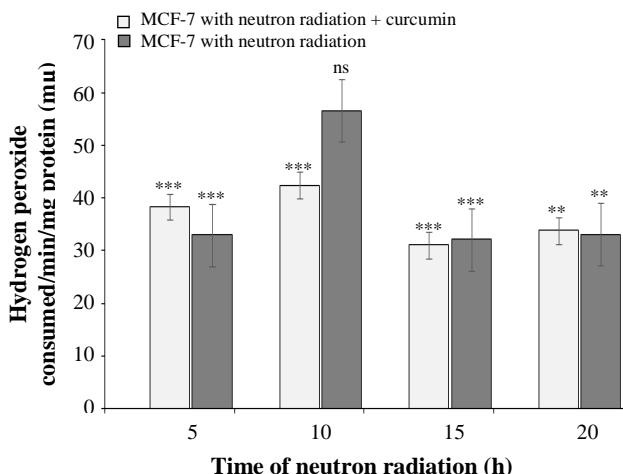 MCF-7 with neutron radiation + curcumin
MCF-7 with neutron radiation
Hydrogen peroxide
consumed/min/mg protein (mu)
70
60
50
40
30
20
10
0
*** ***
*** ns
*** ***
** **
5 10 15 20
Time of neutron radiation (h)